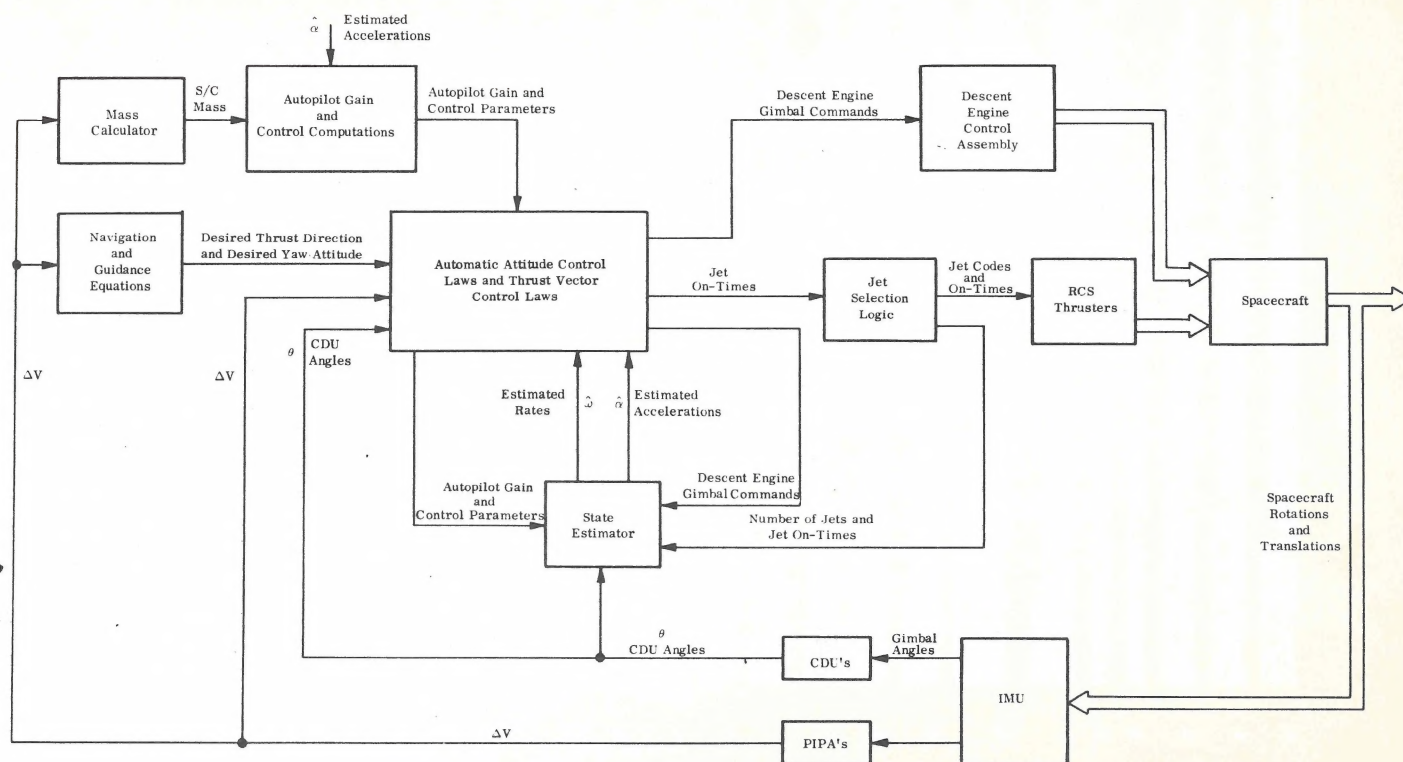 α̂
Estimated
Accelerations
Mass
Calculator
S/C
Mass
Autopilot Gain
and
Control Computations
Autopilot Gain and
Control Parameters
Descent Engine
Gimbal Commands
Descent
Engine
Control
Assembly
Navigation
and
Guidance
Equations
Desired Thrust Direction
and Desired Yaw Attitude
Automatic Attitude Control
Laws and Thrust Vector
Control Laws
Jet
On-Times
Jet
Selection
Logic
Jet Codes
and
On-Times
RCS
Thrusters
Spacecraft
θ
CDU
Angles
ΔV
ΔV
Estimated
Rates
ω̂
α̂
Estimated
Accelerations
Autopilot Gain
and
Control Parameters
State
Estimator
Descent Engine
Gimbal Commands
Number of Jets and
Jet On-Times
Spacecraft
Rotations
and
Translations
θ
CDU Angles
CDU's
Gimbal
Angles
IMU
ΔV
PIPA's